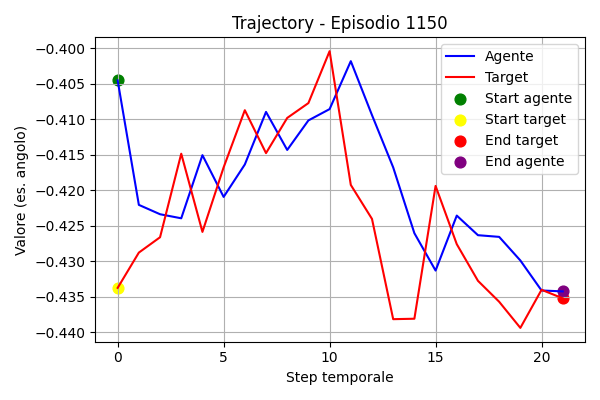 Trajectory - Episodio 1150
Valore (es. angolo)
−0.400
−0.405
−0.410
−0.415
−0.420
−0.425
−0.430
−0.435
−0.440
Agente
Target
Start agente
Start target
End target
End agente
0
5
10
15
20
Step temporale